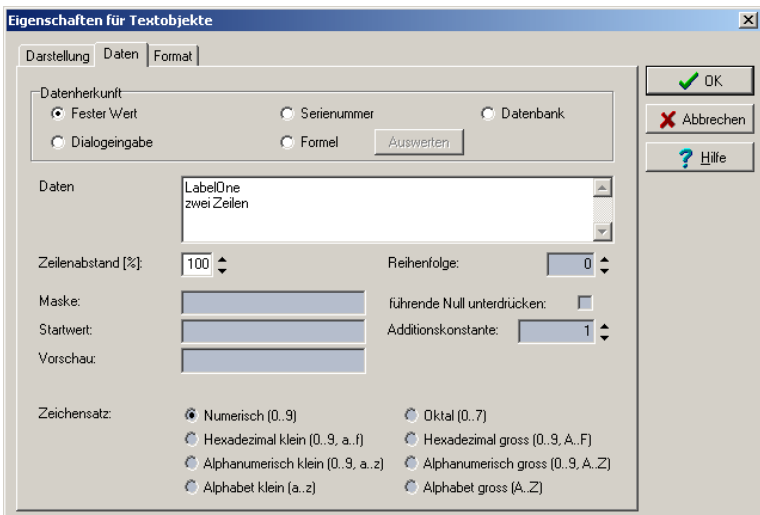 Eigenschaften für Textobjekte
Darstellung Daten Format
Datenherkunft
Fester Wert Serienummer Datenbank
Dialogeingabe Formel Auswerten
OK
Abbrechen
Hilfe
Daten
LabelOne
zwei Zeilen
Zeilenabstand [%]: 100 Reihenfolge: 0
Maske: führende Null unterdrücken:
Startwert: Additionskonstante: 1
Vorschau:
Zeichensatz: Numerisch (0..9) Oktal (0..7)
Hexadezimal klein (0..9, a..f) Hexadezimal gross (0..9, A..F)
Alphanumerisch klein (0..9, a..z) Alphanumerisch gross (0..9, A..Z)
Alphabet klein (a..z) Alphabet gross (A..Z)